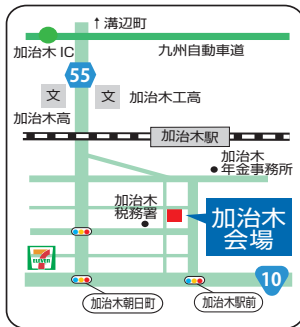 ↑溝辺町
加治木 IC
九州自動車道
55
文
文
加治木工高
加治木高
加治木駅
加治木
年金事務所
加治木
税務署
加治木
会場
7
ELEVEN
10
加治木朝日町
加治木駅前